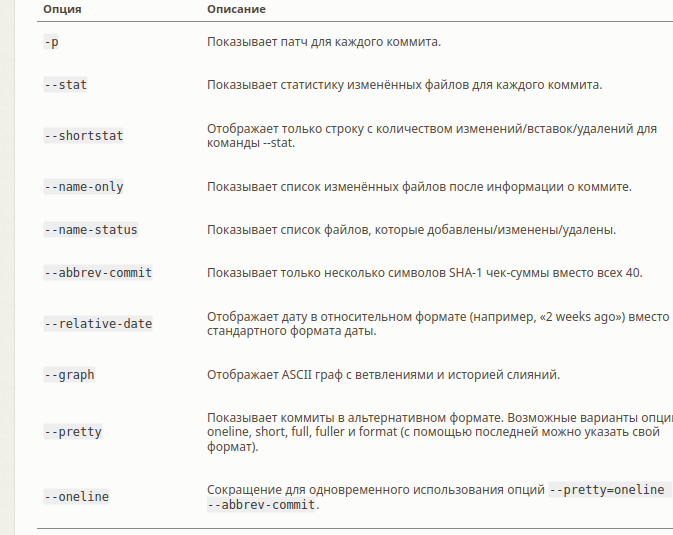 Опция Описание
-p Показывает патч для каждого коммита.
--stat Показывает статистику изменённых файлов для каждого коммита.
--shortstat Отображает только строку с количеством изменений/вставок/удалений для
команды --stat.
--name-only Показывает список изменённых файлов после информации о коммите.
--name-status Показывает список файлов, которые добавлены/изменены/удалены.
--abbrev-commit Показывает только несколько символов SHA-1 чек-суммы вместо всех 40.
--relative-date Отображает дату в относительном формате (например, «2 weeks ago») вместо
стандартного формата даты.
--graph Отображает ASCII граф с ветвлениями и историей слияний.
--pretty Показывает коммиты в альтернативном формате. Возможные варианты опци
oneline, short, full, fuller и format (с помощью последней можно указать свой
формат).
--oneline Сокращение для одновременного использования опций --pretty=oneline
--abbrev-commit.